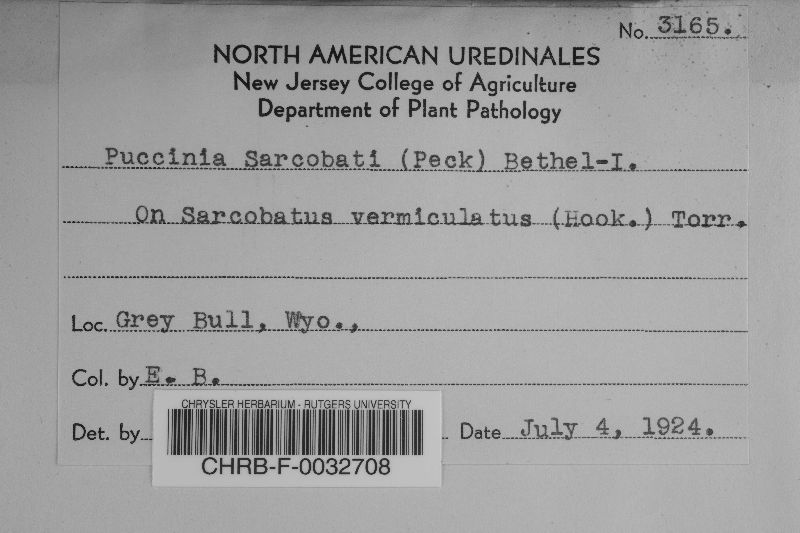 No. 3165.
NORTH AMERICAN UREDINALES
New Jersey College of Agriculture
Department of Plant Pathology
Puccinia Sarcobati (Peck) Bethel-I.
On Sarcobatus vermiculatus (Hook.) Torr.
Loc. Grey Bull, Wyo.,
Col. by E. B.
Det. by Date July 4, 1924.
CHRYSLER HERBARIUM - RUTGERS UNIVERSITY
CHRB-F-0032708